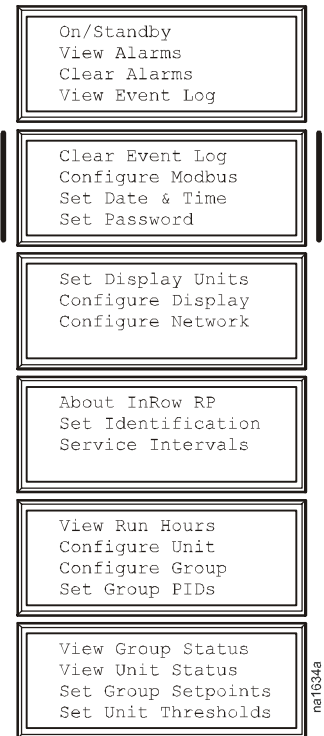 On/Standby
View Alarms
Clear Alarms
View Event Log
Clear Event Log
Configure Modbus
Set Date & Time
Set Password
Set Display Units
Configure Display
Configure Network
About InRow RP
Set Identification
Service Intervals
View Run Hours
Configure Unit
Configure Group
Set Group PIDs
View Group Status
View Unit Status
Set Group Setpoints
Set Unit Thresholds
na1634a